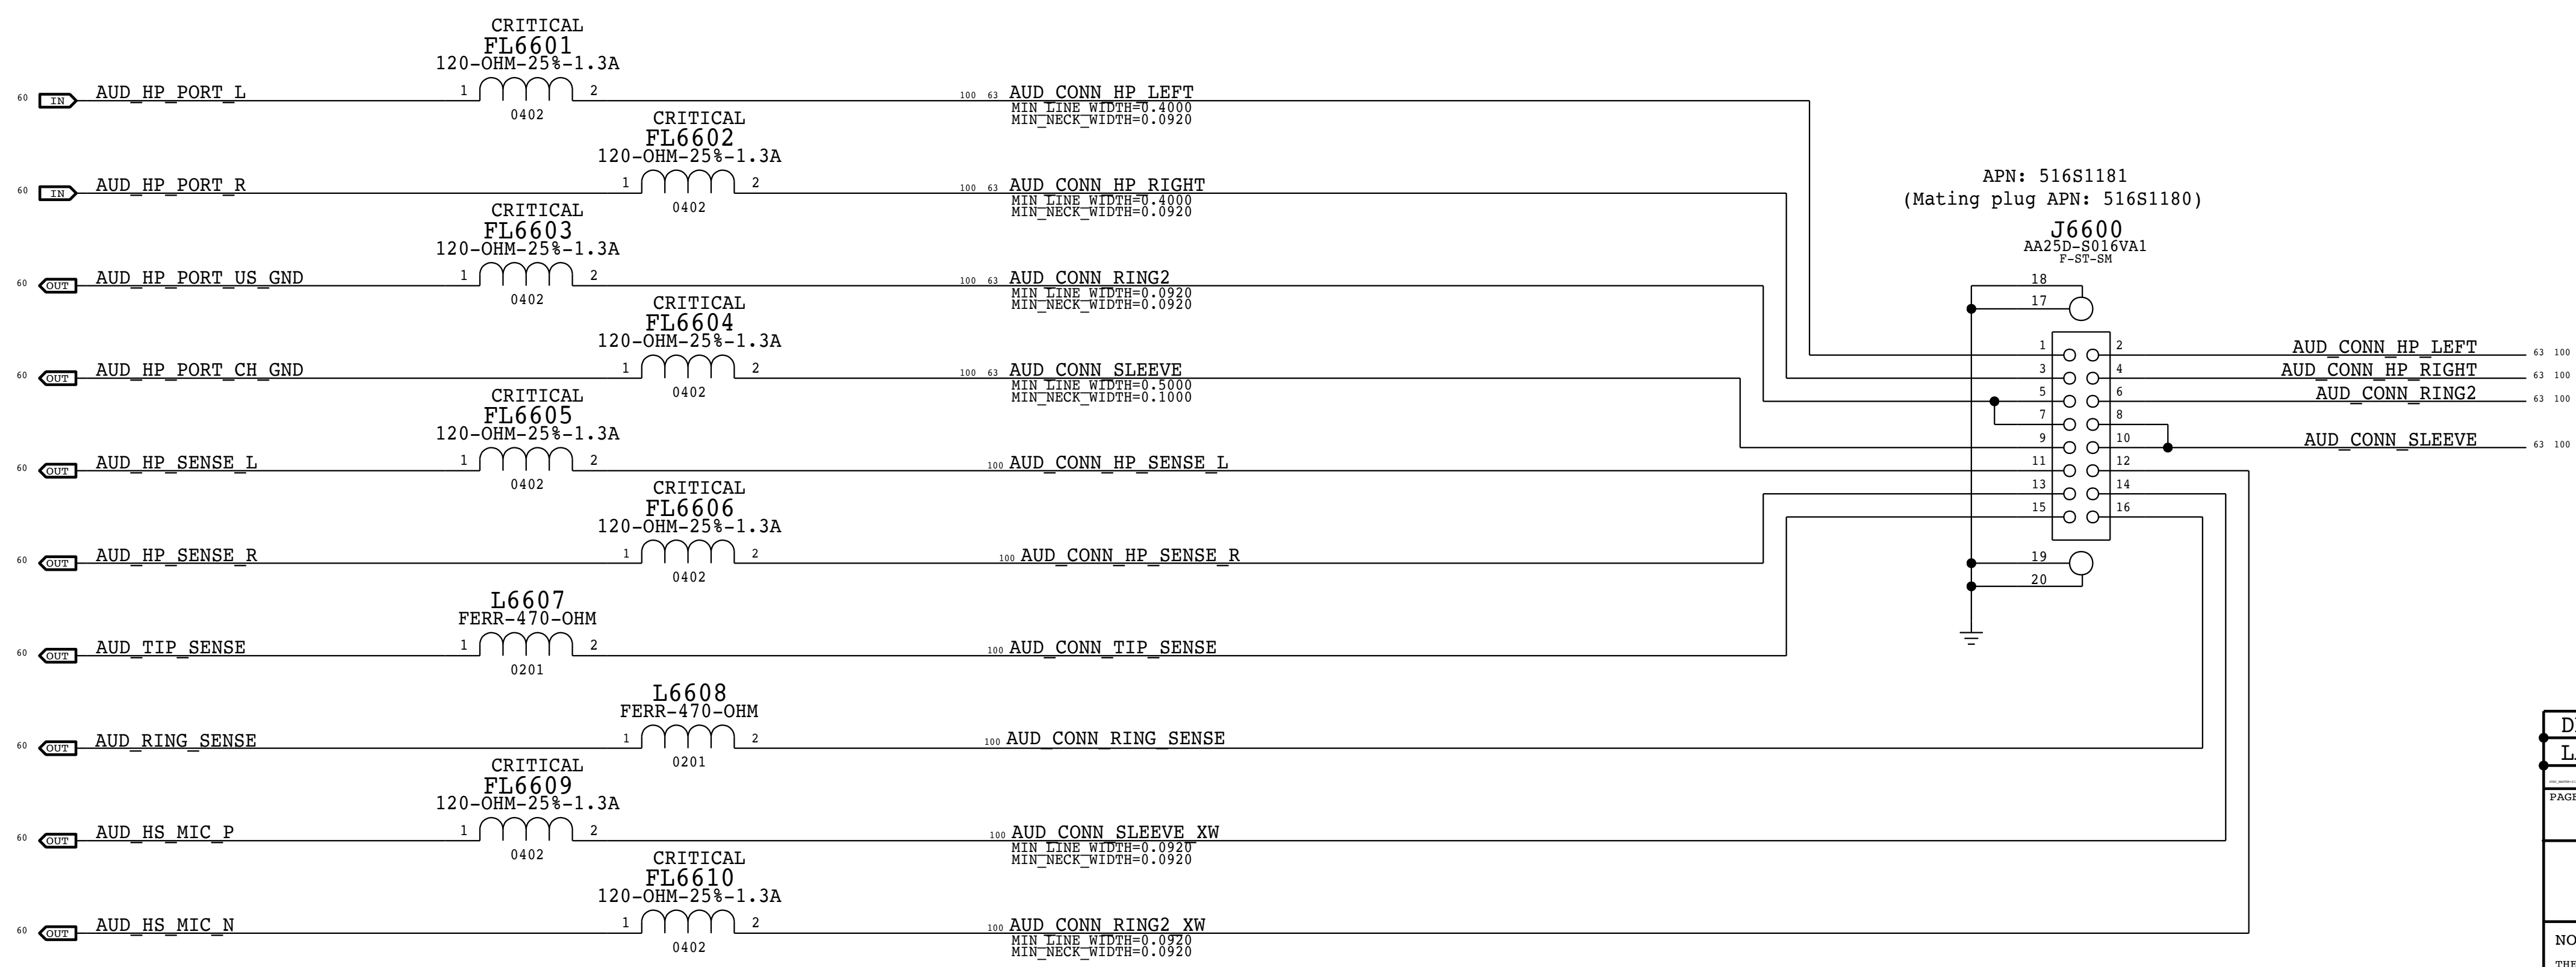 CRITICAL
FL6601
120-OHM-25%-1.3A
60 IN AUD_HP_PORT_L 1 2 100 63 AUD_CONN_HP_LEFT
0402
MIN_LINE_WIDTH=0.4000
MIN_NECK_WIDTH=0.0920
CRITICAL
FL6602
120-OHM-25%-1.3A
60 IN AUD_HP_PORT_R 1 2 100 63 AUD_CONN_HP_RIGHT
0402
MIN_LINE_WIDTH=0.4000
MIN_NECK_WIDTH=0.0920
CRITICAL
FL6603
120-OHM-25%-1.3A
60 OUT AUD_HP_PORT_US_GND 1 2 100 63 AUD_CONN_RING2
0402
MIN_LINE_WIDTH=0.0920
MIN_NECK_WIDTH=0.0920
CRITICAL
FL6604
120-OHM-25%-1.3A
60 OUT AUD_HP_PORT_CH_GND 1 2 100 63 AUD_CONN_SLEEVE
0402
MIN_LINE_WIDTH=0.5000
MIN_NECK_WIDTH=0.1000
CRITICAL
FL6605
120-OHM-25%-1.3A
60 OUT AUD_HP_SENSE_L 1 2 100 AUD_CONN_HP_SENSE_L
0402
CRITICAL
FL6606
120-OHM-25%-1.3A
60 OUT AUD_HP_SENSE_R 1 2 100 AUD_CONN_HP_SENSE_R
0402
L6607
FERR-470-OHM
60 OUT AUD_TIP_SENSE 1 2 100 AUD_CONN_TIP_SENSE
0201
L6608
FERR-470-OHM
60 OUT AUD_RING_SENSE 1 2 100 AUD_CONN_RING_SENSE
0201
CRITICAL
FL6609
120-OHM-25%-1.3A
60 OUT AUD_HS_MIC_P 1 2 100 AUD_CONN_SLEEVE_XW
0402
MIN_LINE_WIDTH=0.0920
MIN_NECK_WIDTH=0.0920
CRITICAL
FL6610
120-OHM-25%-1.3A
60 OUT AUD_HS_MIC_N 1 2 100 AUD_CONN_RING2_XW
0402
MIN_LINE_WIDTH=0.0920
MIN_NECK_WIDTH=0.0920
APN: 516S1181
(Mating plug APN: 516S1180)
J6600
AA25D-S016VA1
F-ST-SM
18
17
1 2 AUD_CONN_HP_LEFT 63 100
3 4 AUD_CONN_HP_RIGHT 63 100
5 6 AUD_CONN_RING2 63 100
7 8
9 10 AUD_CONN_SLEEVE 63 100
11 12
13 14
15 16
19
20
PAGE
NO
THE